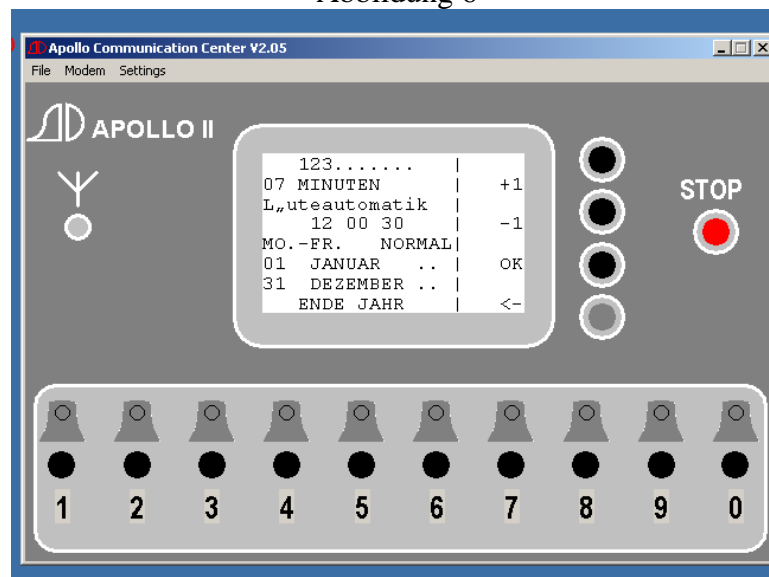 Apollo Communication Center V2.05
File Modem Settings
APOLLO II
123....... |
07 MINUTEN | +1
L„uteautomatik |
12 00 30 | -1
MO.-FR. NORMAL|
01 JANUAR .. | OK
31 DEZEMBER .. |
ENDE JAHR | <-
STOP
1 2 3 4 5 6 7 8 9 0